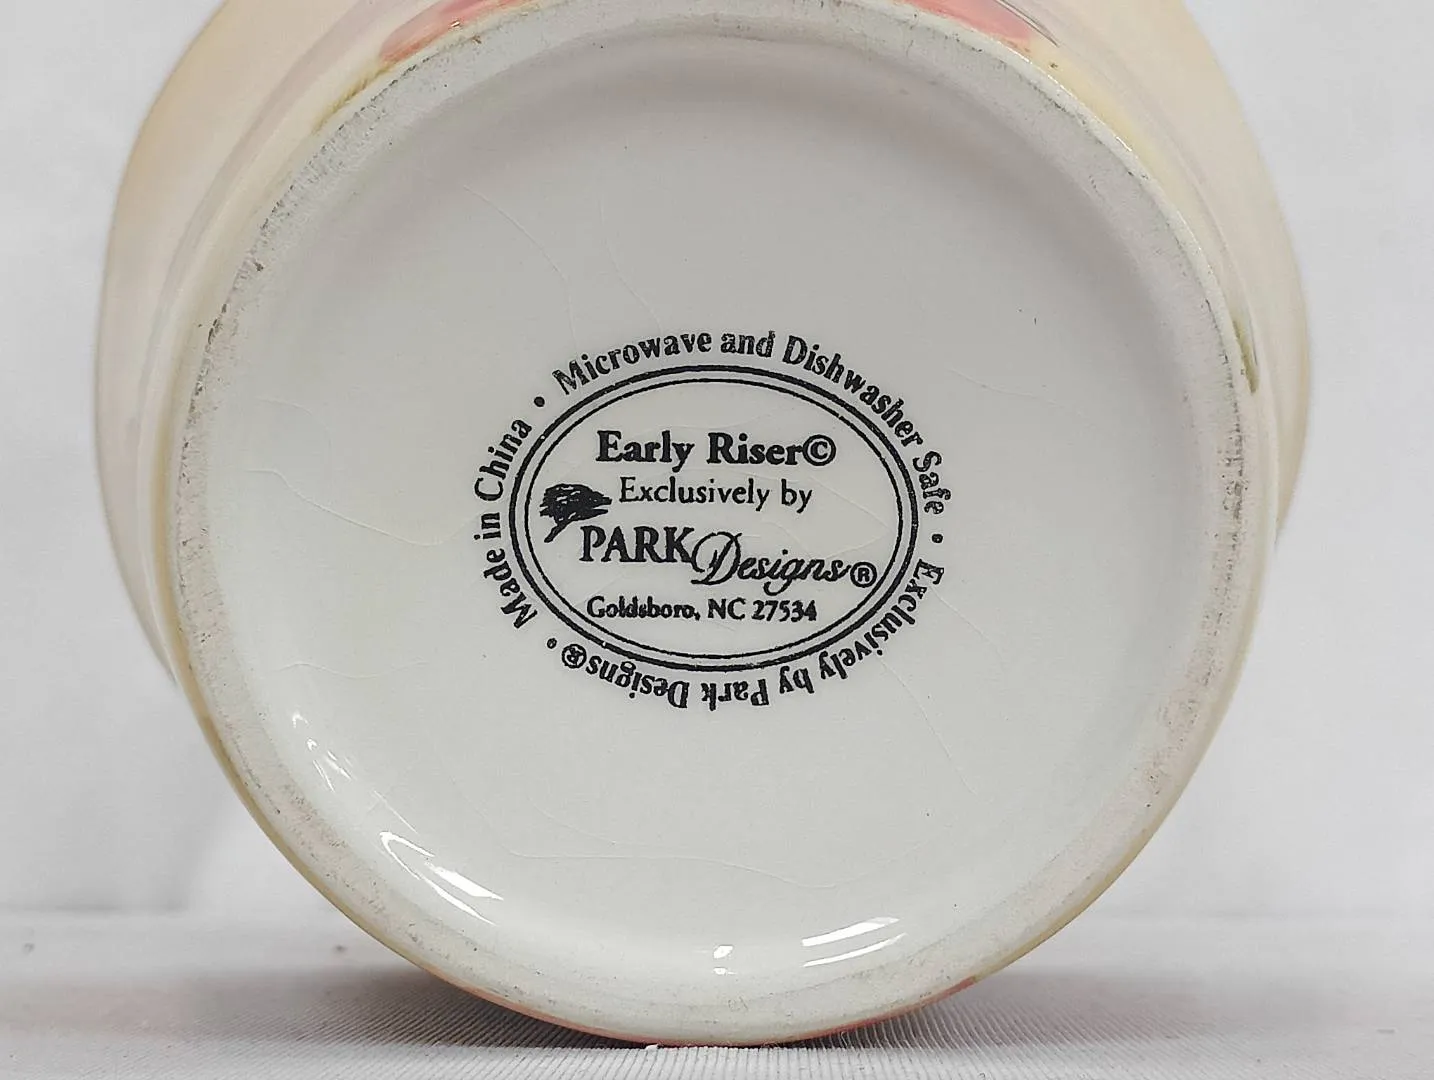 Microwave and Dishwasher Safe • Exclusively by Park Designs® • Made in China •
Early Riser©
Exclusively by
PARK Designs®
Goldsboro, NC 27534